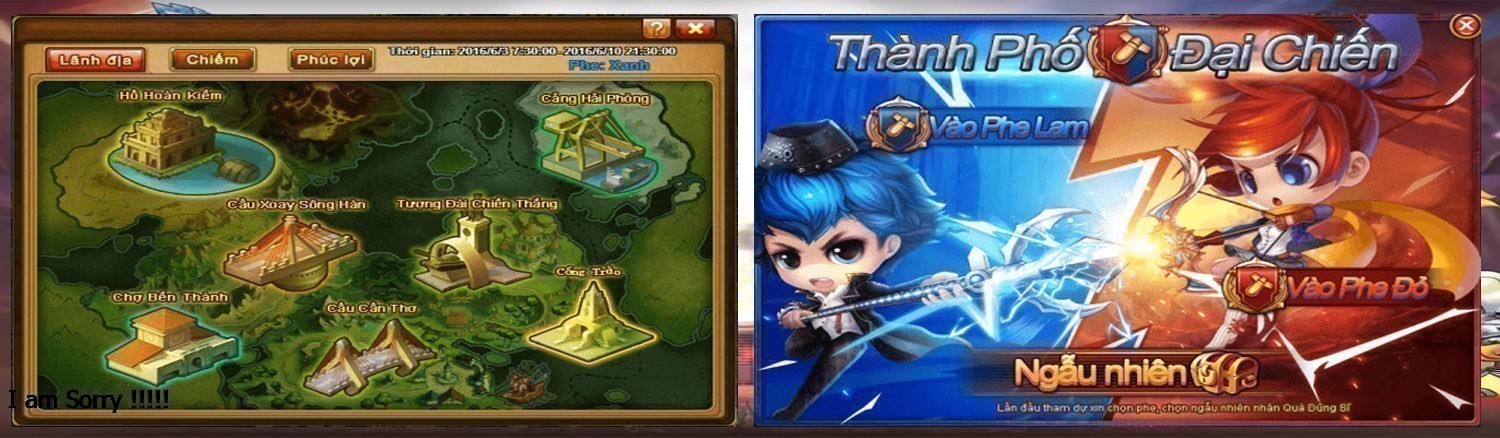 Lãnh địa
Chiếm
Phúc lợi
Thời gian: 2016/6/3 7:30:00--2016/6/10 21:30:00
Phe: Xanh
Hồ Hoàn Kiếm
Cảng Hải Phòng
Cầu Xoay Sông Hàn
Tượng Đài Chiến Thắng
Cổng Trào
Chợ Bến Thành
Cầu Cần Thơ
I am Sorry !!!!!
Thành Phố Đại Chiến
Vào Phe Lam
Vào Phe Đỏ
Ngẫu nhiên
Lần đầu tham dự xin chọn phe, chọn ngẫu nhiên nhận Quà Dũng Sĩ